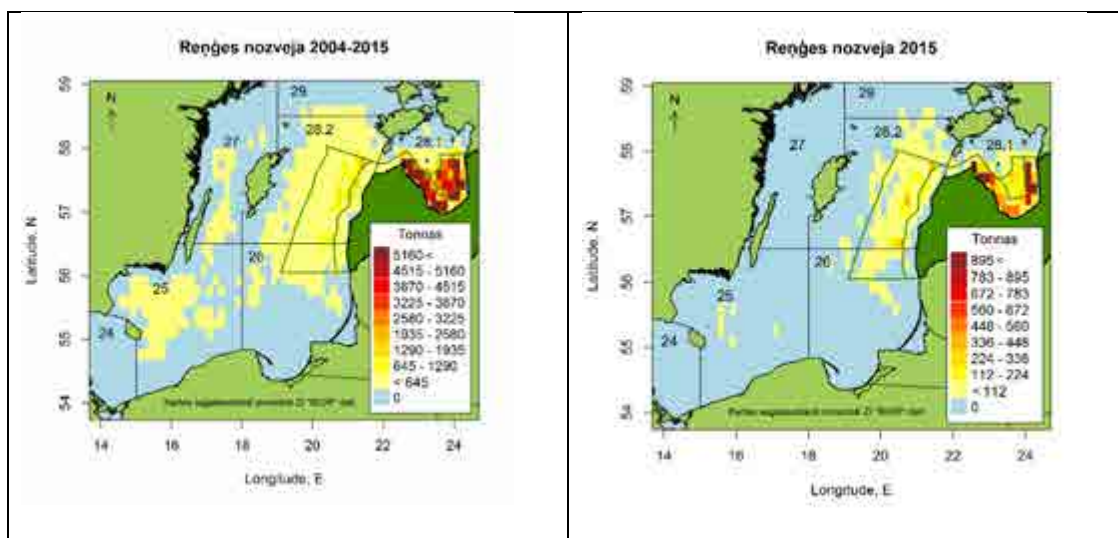 Reņģes nozveja 2004-2015
59
58
57
56
55
54
Latitude, N
N
29
28.2
28.1
27
26
25
24
Tonnas
5160 <
4515 - 5160
3870 - 4515
3225 - 3870
2580 - 3225
1935 - 2580
1290 - 1935
645 - 1290
< 645
0
14
16
18
20
22
24
Longitude, E
Reņģes nozveja 2015
59
58
57
56
55
54
Latitude, N
N
29
28.2
28.1
27
26
25
24
Tonnas
895 <
783 - 895
672 - 783
560 - 672
448 - 560
336 - 448
224 - 336
112 - 224
< 112
0
14
16
18
20
22
24
Longitude, E